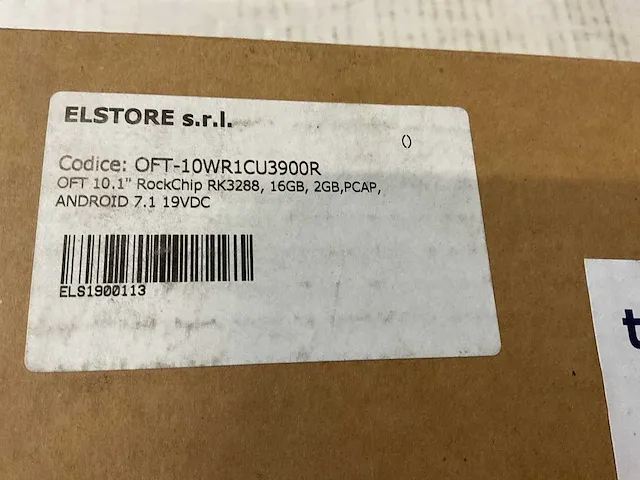 ELSTORE s.r.l.
()
Codice: OFT-10WR1CU3900R
OFT 10.1" RockChip RK3288, 16GB, 2GB,PCAP,
ANDROID 7.1 19VDC
ELS1900113
t